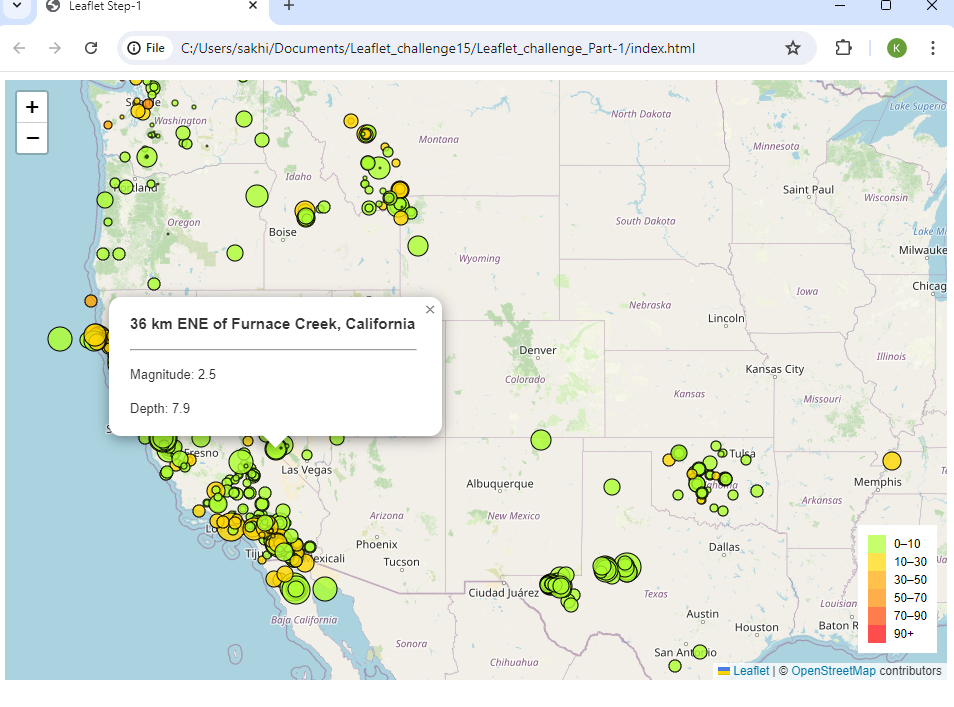 Leaflet Step-1
File
C:/Users/sakhi/Documents/Leaflet_challenge15/Leaflet_challenge_Part-1/index.html
K
+
−
Washington
Montana
North Dakota
Lake Superio
Minnesota
Idaho
Saint Paul
Wisconsin
Oregon
South Dakota
Boise
Wyoming
Milwauke
Chicag
Iowa
Nebraska
Lincoln
36 km ENE of Furnace Creek, California
×
Magnitude: 2.5
Depth: 7.9
Denver
Colorado
Illinois
Kansas City
Kansas
Missouri
Fresno
Las Vegas
Tulsa
Albuquerque
Memphis
Arkansas
Arizona
New Mexico
Phoenix
Tucson
Dallas
Ciudad Juárez
Texas
Austin
Houston
Louisian
Baton R
Baja California
Sonora
Chihuahua
San Antonio
0–10
10–30
30–50
50–70
70–90
90+
Leaflet | © OpenStreetMap contributors